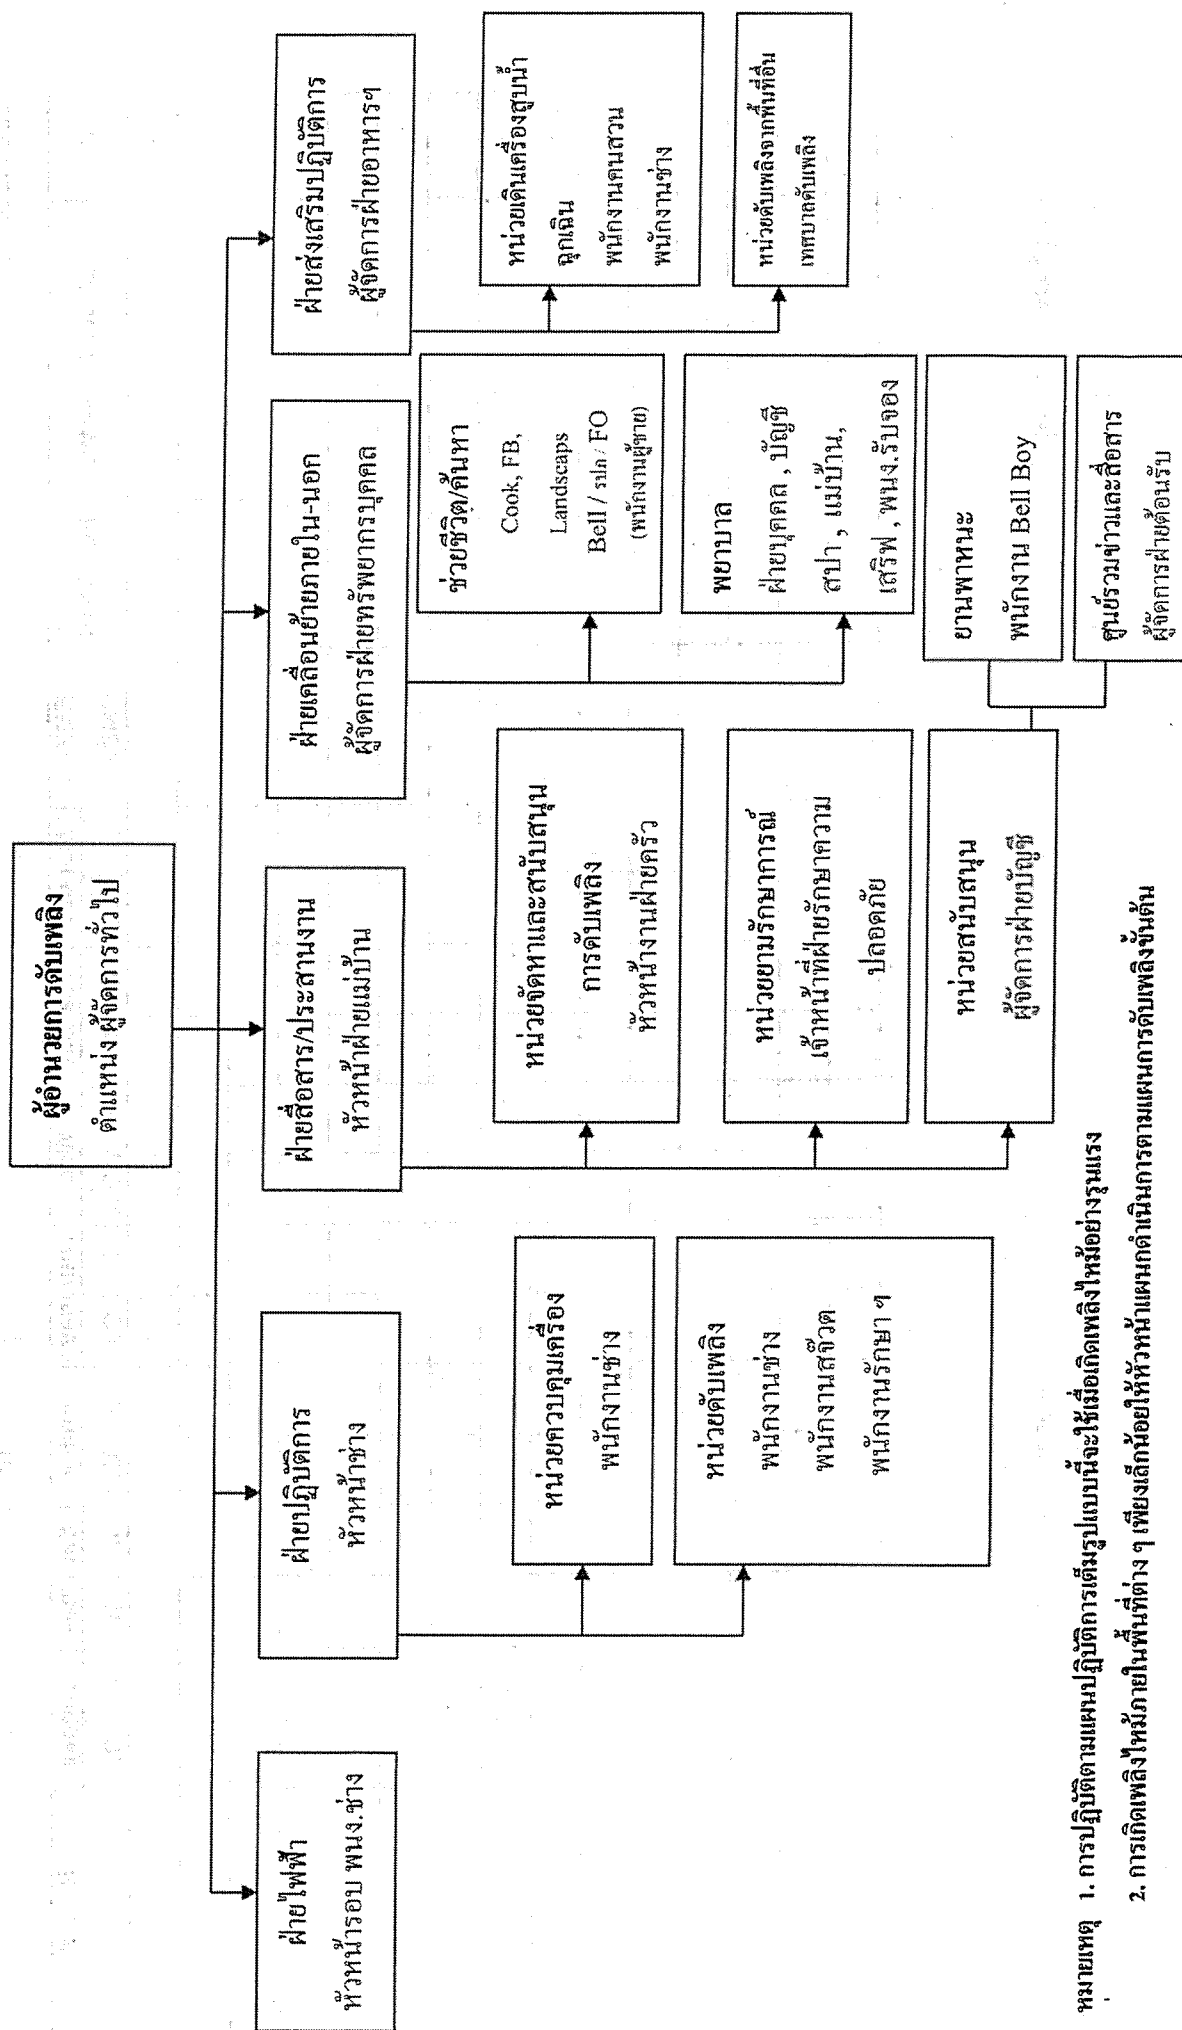 ผู้อำนวยการดับเพลิง
ตำแหน่ง ผู้จัดการทั่วไป
ฝ่ายไฟฟ้า
หัวหน้ารอบ พนง.ช่าง
ฝ่ายปฏิบัติการ
หัวหน้าช่าง
หน่วยควบคุมเครื่อง
พนักงานช่าง
หน่วยดับเพลิง
พนักงานช่าง
พนักงานสจ๊วต
พนักงานรักษา ฯ
ฝ่ายสื่อสาร/ประสานงาน
หัวหน้าฝ่ายแม่บ้าน
หน่วยจัดหาและสนับสนุน
การดับเพลิง
หัวหน้างานฝ่ายครัว
หน่วยยามรักษาการณ์
เจ้าหน้าที่ฝ่ายรักษาความ
ปลอดภัย
หน่วยสนับสนุน
ผู้จัดการฝ่ายบัญชี
ฝ่ายเคลื่อนย้ายภายใน-นอก
ผู้จัดการฝ่ายทรัพยากรบุคคล
ช่วยชีวิต/ค้นหา
Cook, FB,
Landscaps
Bell / รปภ / FO
(พนักงานผู้ชาย)
พยาบาล
ฝ่ายบุคคล , บัญชี
สปา , แม่บ้าน,
เสริฟ , พนง.รับจอง
ยานพาหนะ
พนักงาน Bell Boy
ศูนย์รวมข่าวและสื่อสาร
ผู้จัดการฝ่ายต้อนรับ
ฝ่ายส่งเสริมปฏิบัติการ
ผู้จัดการฝ่ายอาหารฯ
หน่วยเดินเครื่องสูบน้ำ
ฉุกเฉิน
พนักงานคนสวน
พนักงานช่าง
หน่วยดับเพลิงจากพื้นที่อื่น
เทศบาลดับเพลิง
หมายเหตุ 1. การปฏิบัติตามแผนปฏิบัติการเต็มรูปแบบนี้จะใช้เมื่อเกิดเพลิงไหม้อย่างรุนแรง
2. การเกิดเพลิงไหม้ภายในพื้นที่ต่าง ๆ เพียงเล็กน้อยให้หัวหน้าแผนกดำเนินการตามแผนการดับเพลิงขั้นต้น